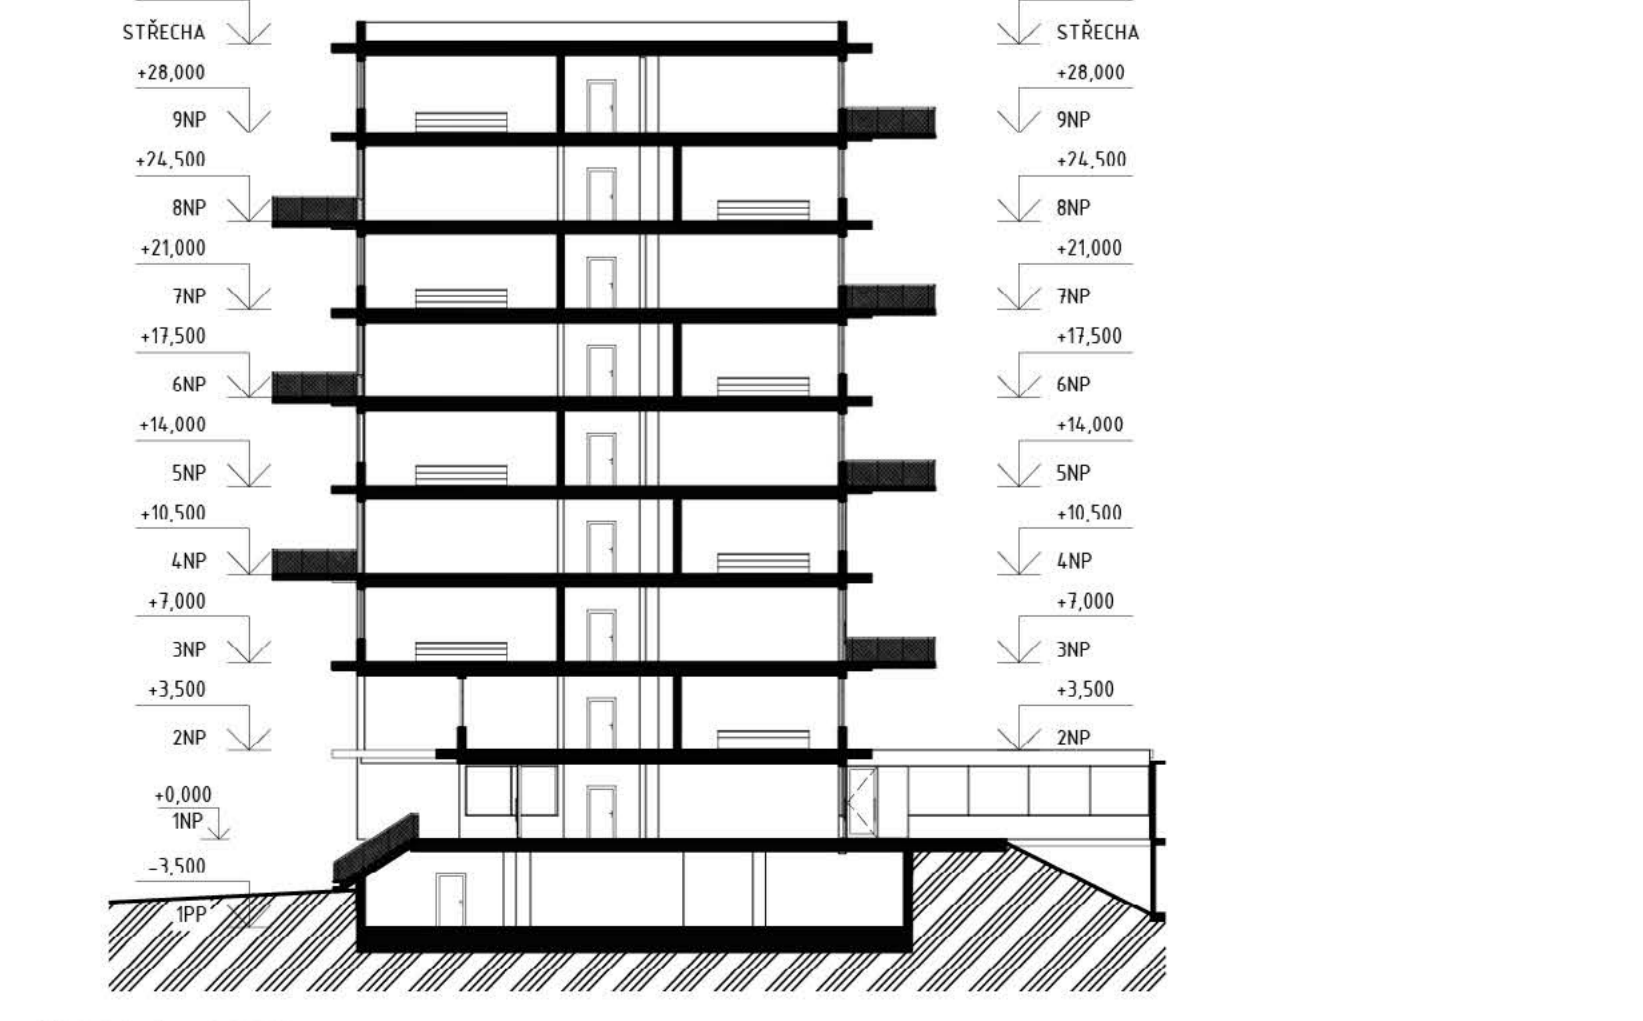 STŘECHA STŘECHA
+28,000 +28,000
9NP 9NP
+24,500 +24,500
8NP 8NP
+21,000 +21,000
7NP 7NP
+17,500 +17,500
6NP 6NP
+14,000 +14,000
5NP 5NP
+10,500 +10,500
4NP 4NP
+7,000 +7,000
3NP 3NP
+3,500 +3,500
2NP 2NP
+0,000
1NP
-3,500
1PP